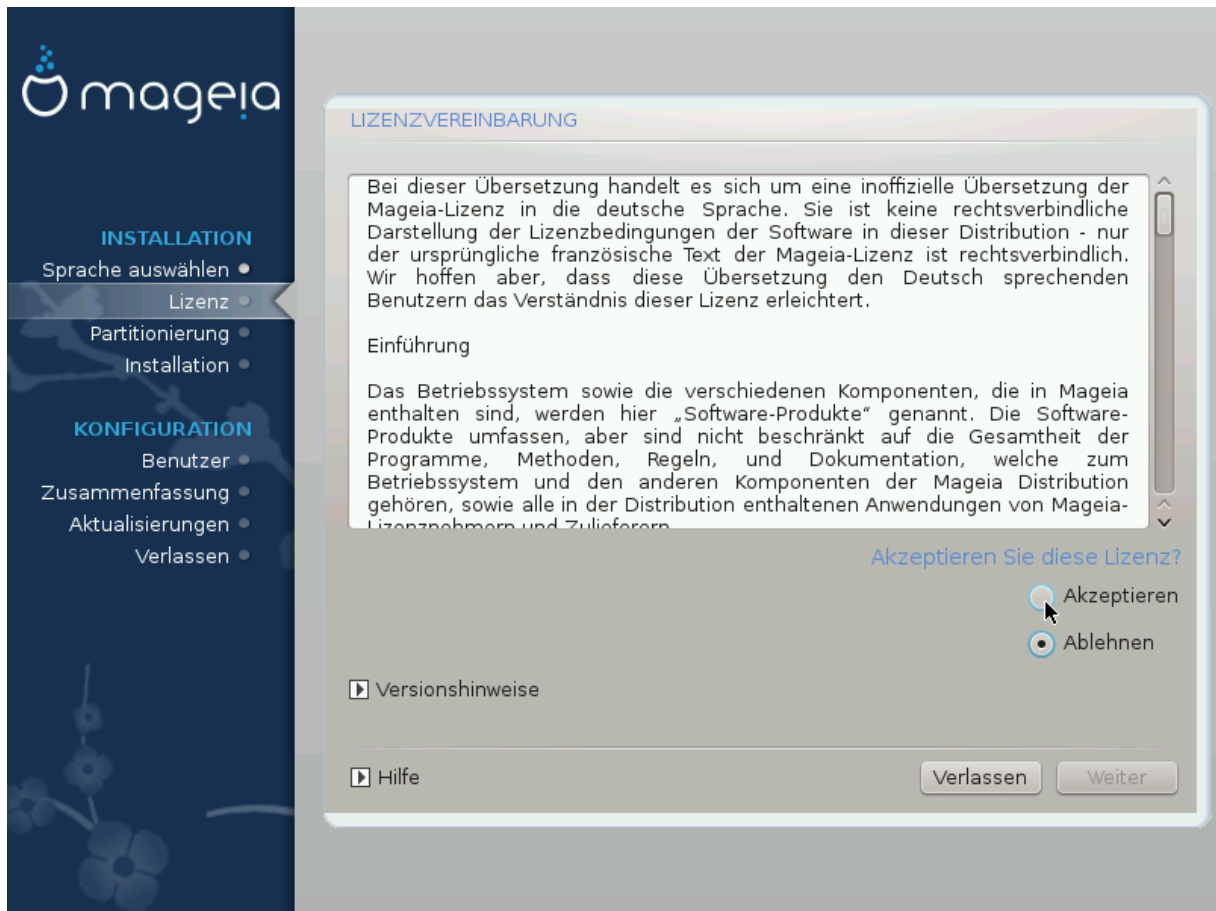 mageia
INSTALLATION
Sprache auswählen
Lizenz
Partitionierung
Installation
KONFIGURATION
Benutzer
Zusammenfassung
Aktualisierungen
Verlassen
LIZENZVEREINBARUNG
Bei dieser Übersetzung handelt es sich um eine inoffizielle Übersetzung der
Mageia-Lizenz in die deutsche Sprache. Sie ist keine rechtsverbindliche
Darstellung der Lizenzbedingungen der Software in dieser Distribution - nur
der ursprüngliche französische Text der Mageia-Lizenz ist rechtsverbindlich.
Wir hoffen aber, dass diese Übersetzung den Deutsch sprechenden
Benutzern das Verständnis dieser Lizenz erleichtert.
Einführung
Das Betriebssystem sowie die verschiedenen Komponenten, die in Mageia
enthalten sind, werden hier „Software-Produkte“ genannt. Die Software-
Produkte umfassen, aber sind nicht beschränkt auf die Gesamtheit der
Programme, Methoden, Regeln, und Dokumentation, welche zum
Betriebssystem und den anderen Komponenten der Mageia Distribution
gehören, sowie alle in der Distribution enthaltenen Anwendungen von Mageia-
Lizenznehmern und Zulieferern.
Akzeptieren Sie diese Lizenz?
Akzeptieren
Ablehnen
Versionshinweise
Hilfe
Verlassen
Weiter